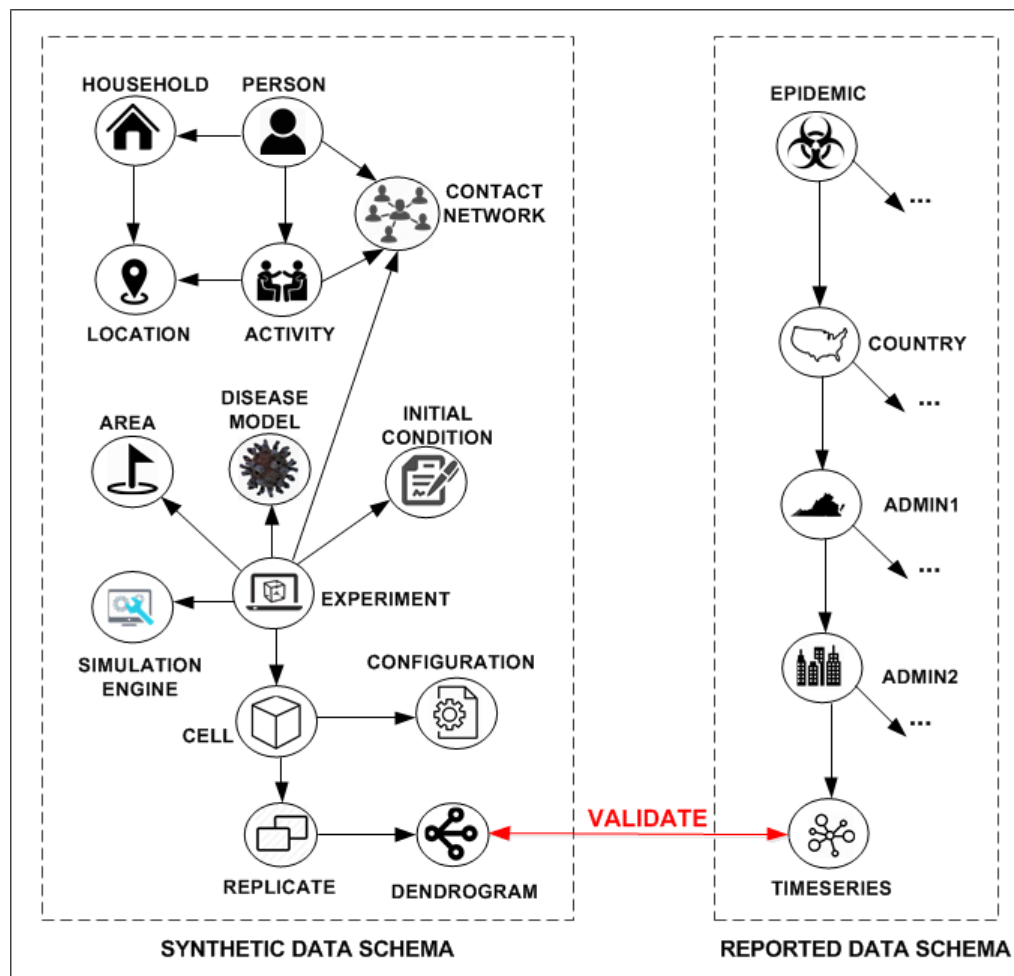 HOUSEHOLD
PERSON
EPIDEMIC
CONTACT
NETWORK
...
LOCATION
ACTIVITY
COUNTRY
DISEASE
MODEL
INITIAL
CONDITION
AREA
...
ADMIN1
EXPERIMENT
...
SIMULATION
ENGINE
CONFIGURATION
ADMIN2
...
CELL
VALIDATE
REPLICATE
DENDROGRAM
TIMESERIES
SYNTHETIC DATA SCHEMA
REPORTED DATA SCHEMA